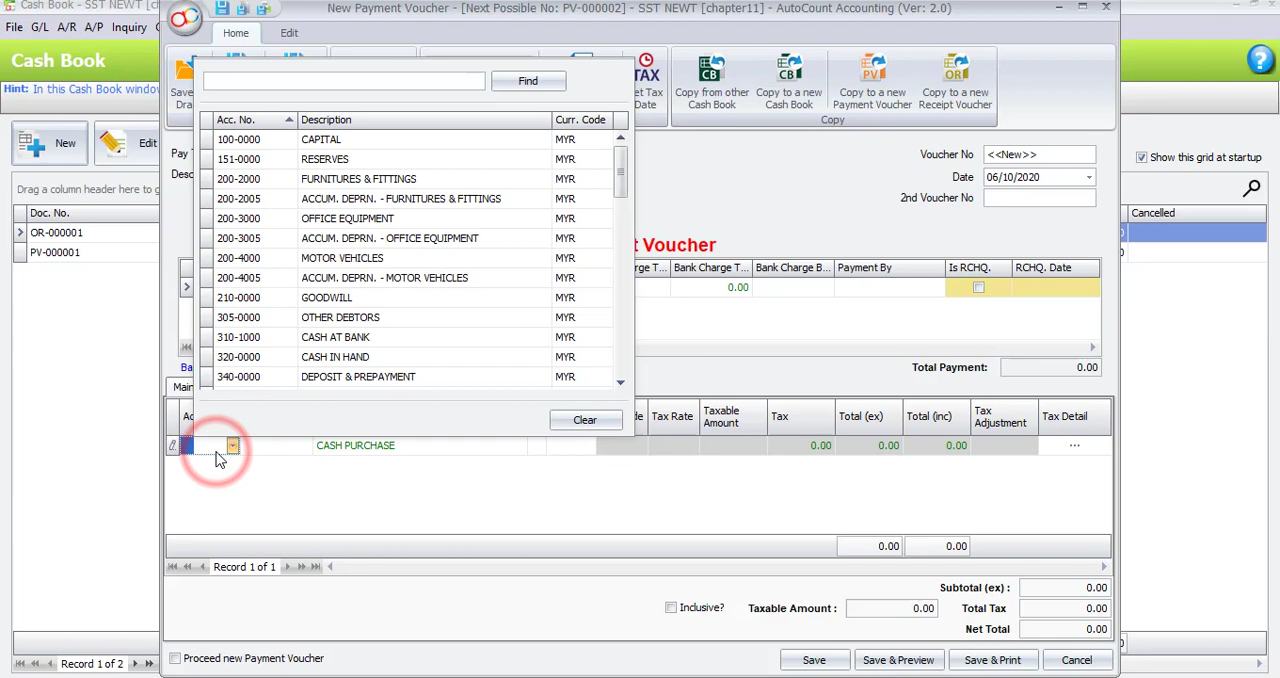 Cash Book - SST NEWT [chapter11]
New Payment Voucher - [Next Possible No: PV-000002] - SST NEWT [chapter11] - AutoCount Accounting (Ver: 2.0)
File G/L A/R A/P Inquiry
Home Edit
Cash Book
Hint: In this Cash Book window
Find
TAX
Copy from other Cash Book
Copy to a new Cash Book
Copy to a new Payment Voucher
Copy to a new Receipt Voucher
Copy
New
Edit
Acc. No. Description Curr. Code
100-0000 CAPITAL MYR
151-0000 RESERVES MYR
200-2000 FURNITURES & FITTINGS MYR
200-2005 ACCUM. DEPRN. - FURNITURES & FITTINGS MYR
200-3000 OFFICE EQUIPMENT MYR
200-3005 ACCUM. DEPRN. - OFFICE EQUIPMENT MYR
200-4000 MOTOR VEHICLES MYR
200-4005 ACCUM. DEPRN. - MOTOR VEHICLES MYR
210-0000 GOODWILL MYR
305-0000 OTHER DEBTORS MYR
310-1000 CASH AT BANK MYR
320-0000 CASH IN HAND MYR
340-0000 DEPOSIT & PREPAYMENT MYR
Clear
Voucher No <<New>>
Date 06/10/2020
2nd Voucher No
Show this grid at startup
Drag a column header here to g
Doc. No.
OR-000001
PV-000001
Cancelled
t Voucher
Bank Charge T... Bank Charge B... Payment By Is RCHQ. RCHQ. Date
0.00
Total Payment: 0.00
Main
Tax Rate Taxable Amount Tax Total (ex) Total (inc) Tax Adjustment Tax Detail
CASH PURCHASE 0.00 0.00 0.00 ...
0.00 0.00
Record 1 of 1
Subtotal (ex) : 0.00
Inclusive? Taxable Amount : 0.00 Total Tax 0.00
Net Total 0.00
Record 1 of 2
Proceed new Payment Voucher
Save Save & Preview Save & Print Cancel